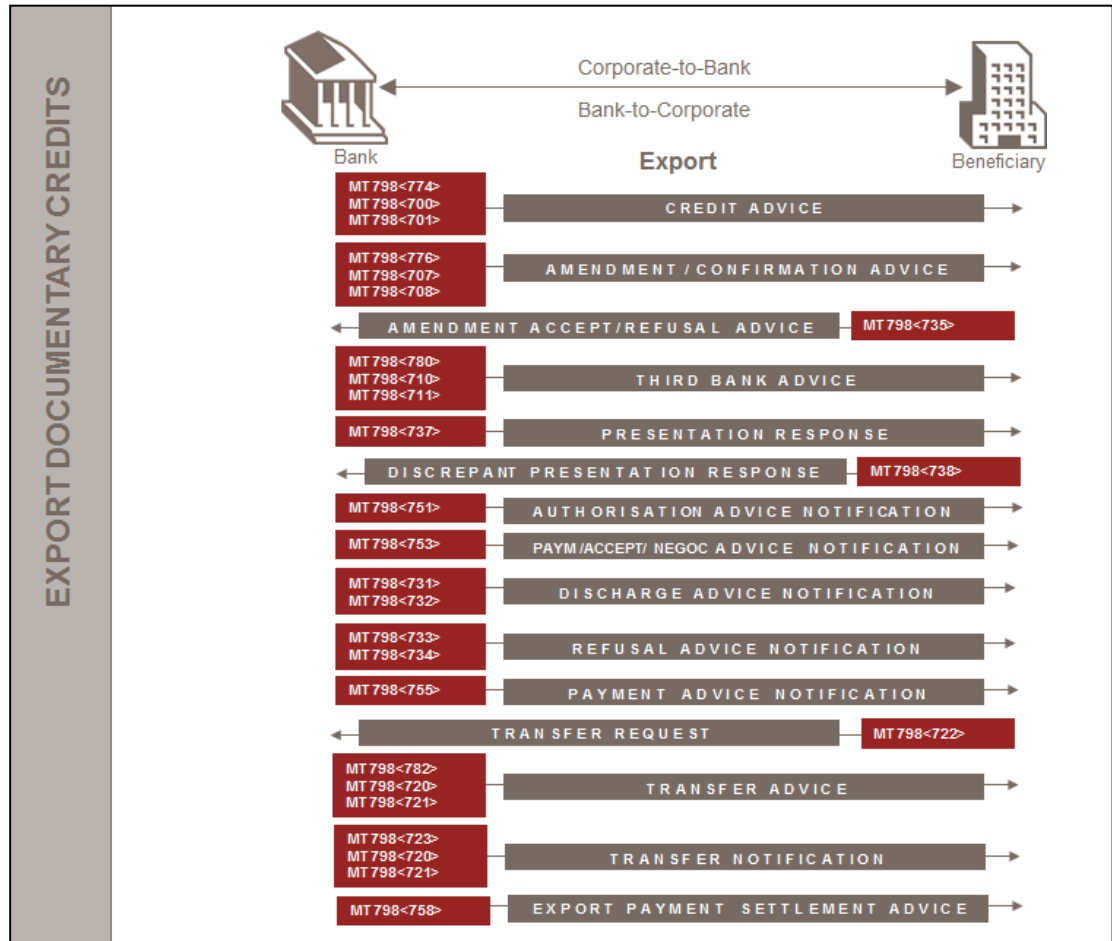 EXPORT DOCUMENTARY CREDITS
Corporate-to-Bank
Bank-to-Corporate
Bank
Export
Beneficiary
MT798<774>
MT798<700>
MT798<701>
CREDIT ADVICE
MT798<776>
MT798<707>
MT798<708>
AMENDMENT / CONFIRMATION ADVICE
AMENDMENT ACCEPT/REFUSAL ADVICE
MT798<735>
MT798<780>
MT798<710>
MT798<711>
THIRD BANK ADVICE
MT798<737>
PRESENTATION RESPONSE
DISCREPANT PRESENTATION RESPONSE
MT798<738>
MT798<751>
AUTHORISATION ADVICE NOTIFICATION
MT798<753>
PAYM/ACCEPT/ NEGOC ADVICE NOTIFICATION
MT798<731>
MT798<732>
DISCHARGE ADVICE NOTIFICATION
MT798<733>
MT798<734>
REFUSAL ADVICE NOTIFICATION
MT798<755>
PAYMENT ADVICE NOTIFICATION
TRANSFER REQUEST
MT798<722>
MT798<782>
MT798<720>
MT798<721>
TRANSFER ADVICE
MT798<723>
MT798<720>
MT798<721>
TRANSFER NOTIFICATION
MT798<758>
EXPORT PAYMENT SETTLEMENT ADVICE